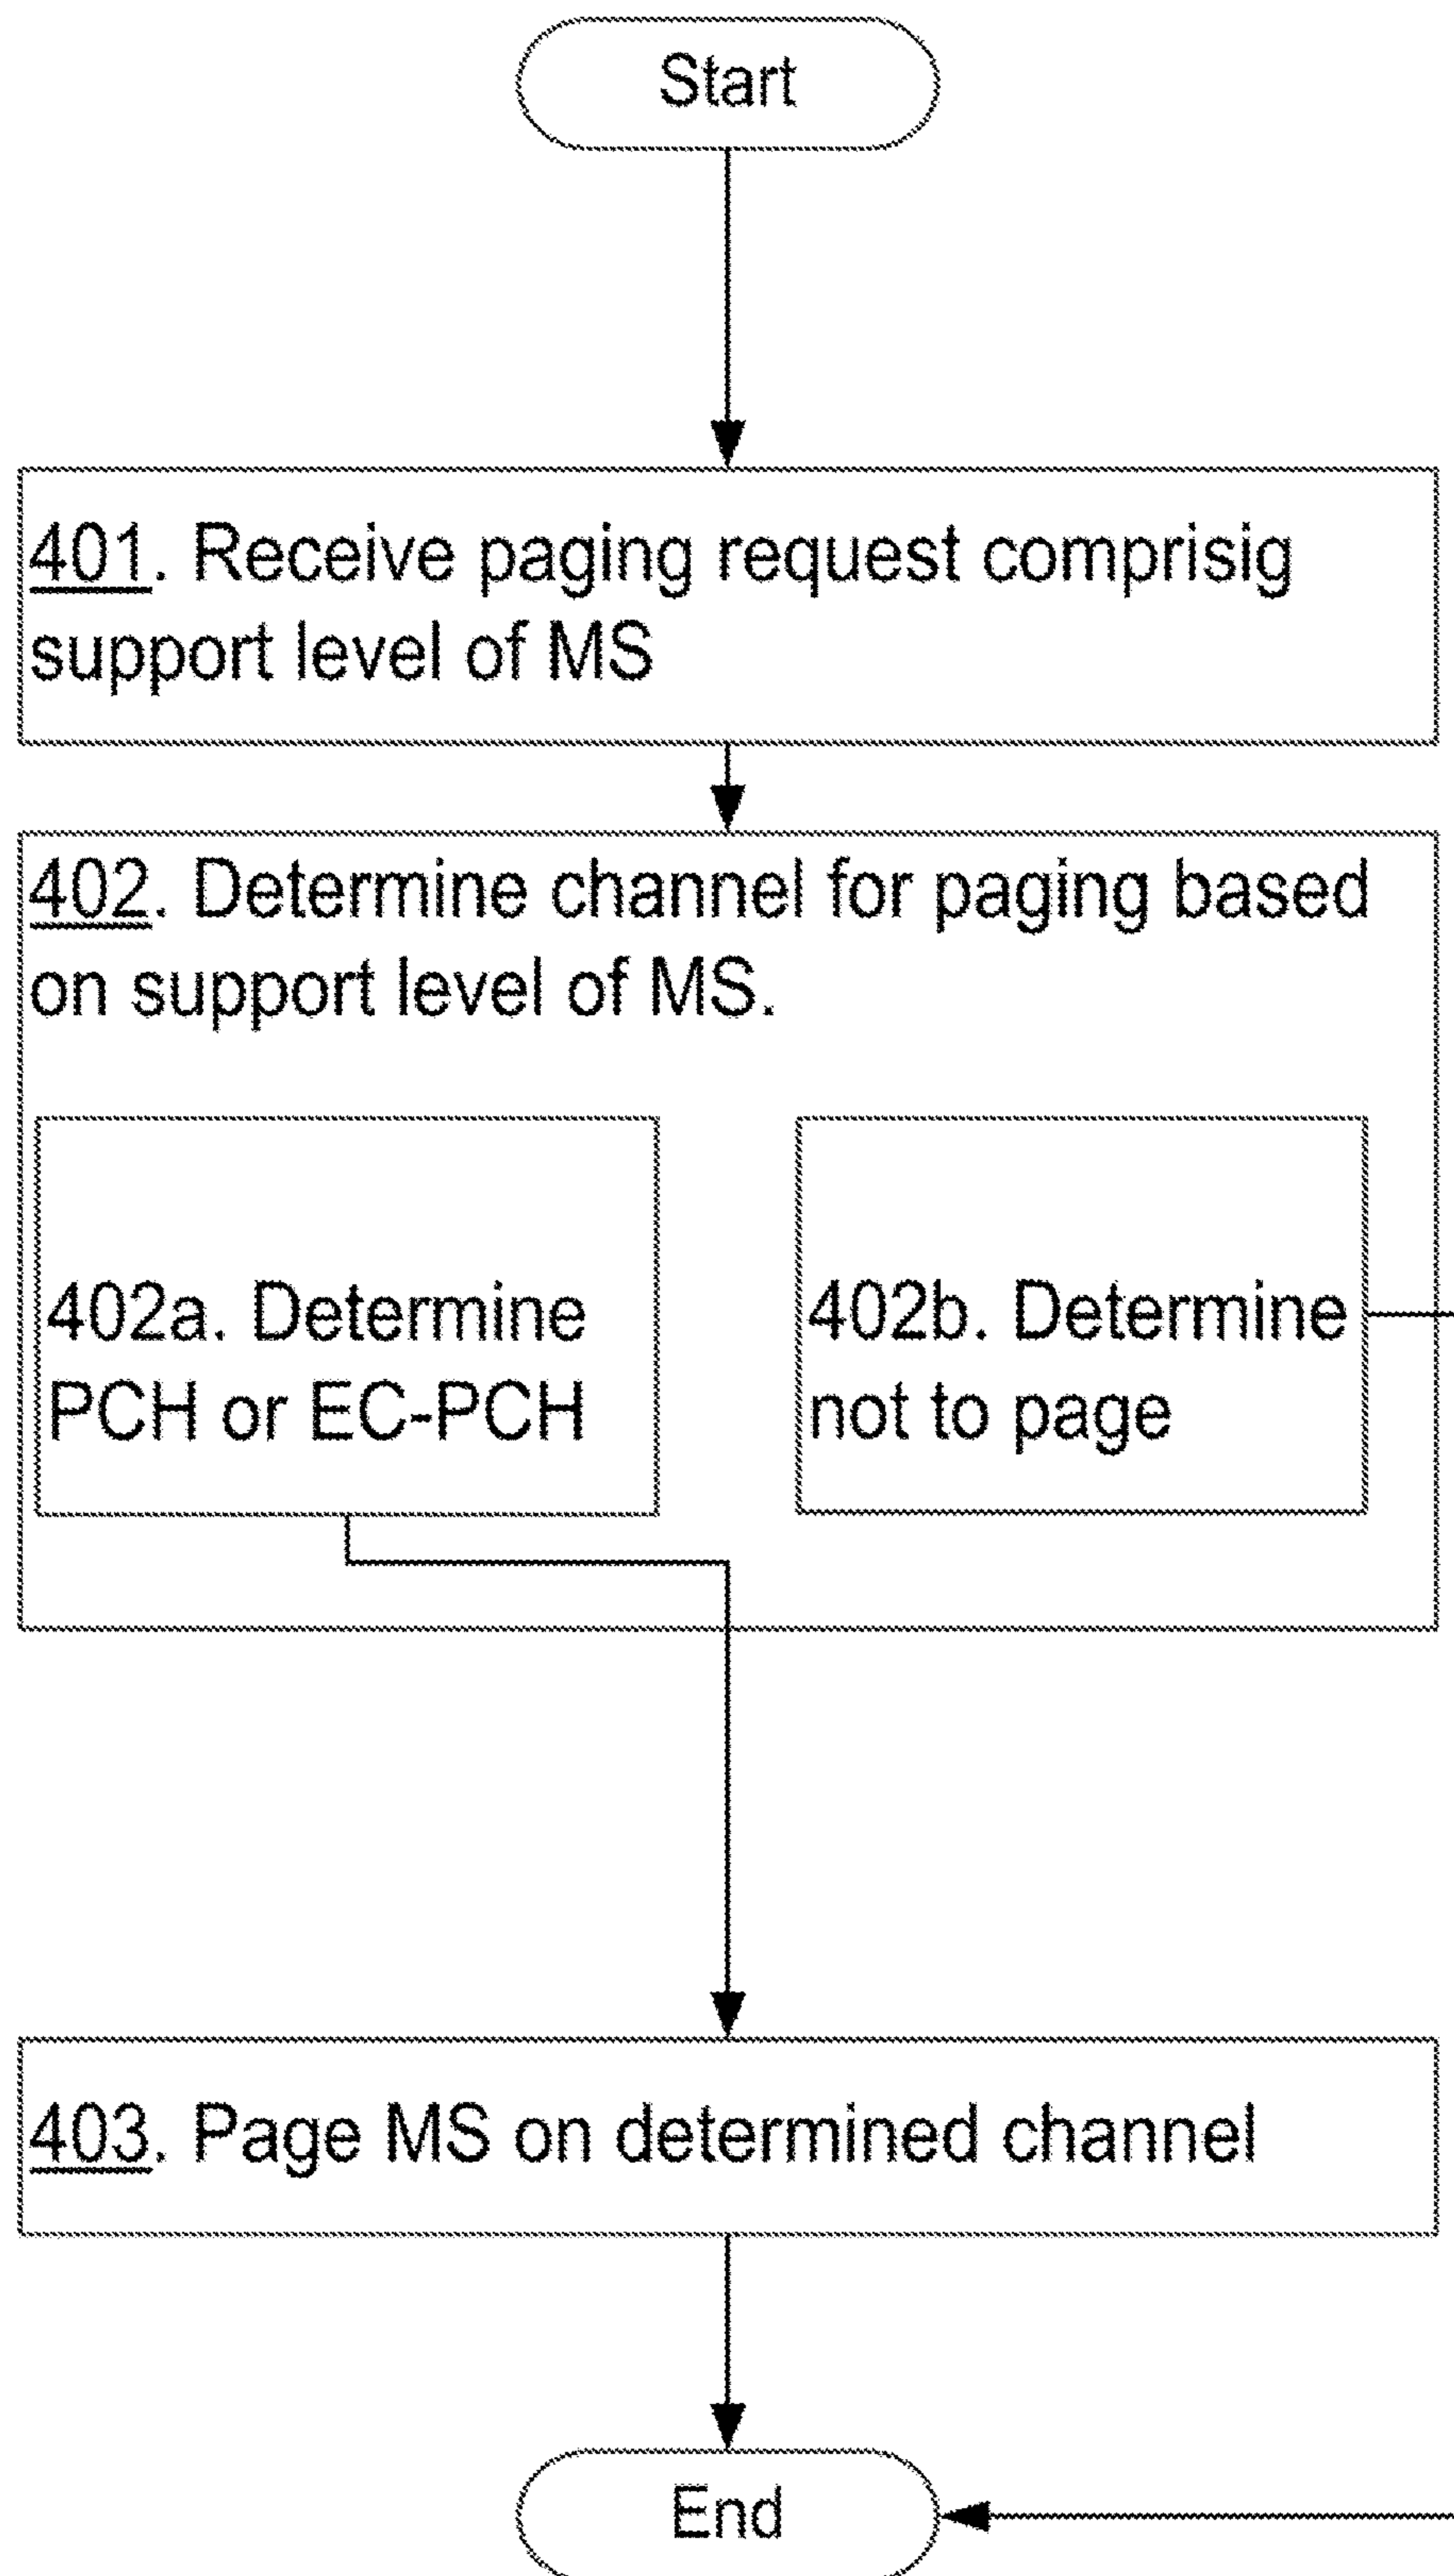 Start
401. Receive paging request comprisig
support level of MS
402. Determine channel for paging based
on support level of MS.
402a. Determine
PCH or EC-PCH
402b. Determine
not to page
403. Page MS on determined channel
End